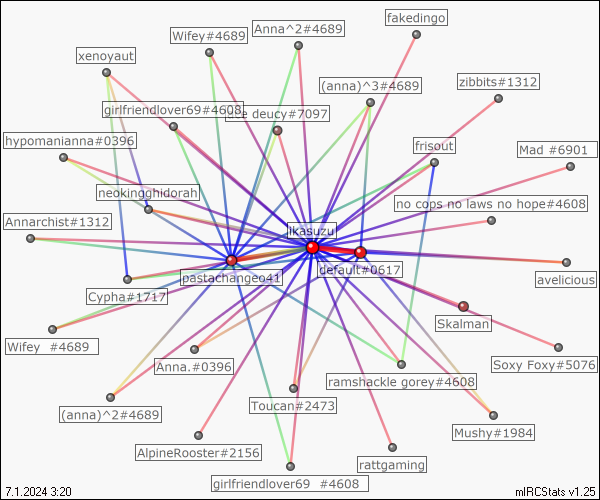 fakedingo
Anna^2#4689
Wifey#4689
xenoyaut
zibbits#1312
(anna)^3#4689
girlfriendlover69#4608
deucy#7097
hypomanianna#0396
frisout
Mad #6901
neokingghidorah
no cops no laws no hope#4608
Annarchist#1312
ikasuzu
default#0617
pastachangeo41
avelicious
Cypha#1717
Skalman
Wifey #4689
Anna.#0396
Soxy Foxy#5076
ramshackle gorey#4608
Toucan#2473
(anna)^2#4689
Mushy#1984
AlpineRooster#2156
rattgaming
girlfriendlover69 #4608
7.1.2024 3:20
mIRCStats v1.25